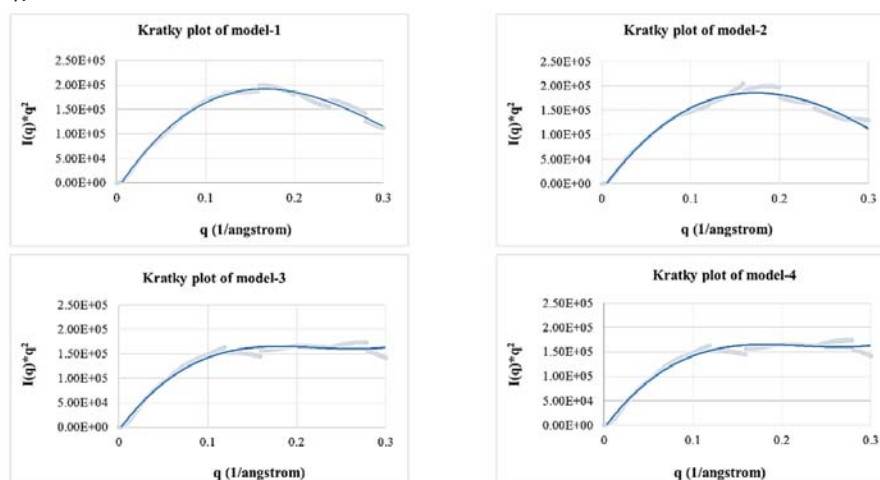 Kratky plot of model-1
I(q)*q²
2.50E+05
2.00E+05
1.50E+05
1.00E+05
5.00E+04
0.00E+00
0 0.1 0.2 0.3
q (1/angstrom)
Kratky plot of model-2
I(q)*q²
2.50E+05
2.00E+05
1.50E+05
1.00E+05
5.00E+04
0.00E+00
0 0.1 0.2 0.3
q (1/angstrom)
Kratky plot of model-3
I(q)*q²
2.50E+05
2.00E+05
1.50E+05
1.00E+05
5.00E+04
0.00E+00
0 0.1 0.2 0.3
q (1/angstrom)
Kratky plot of model-4
I(q)*q²
2.50E+05
2.00E+05
1.50E+05
1.00E+05
5.00E+04
0.00E+00
0 0.1 0.2 0.3
q (1/angstrom)